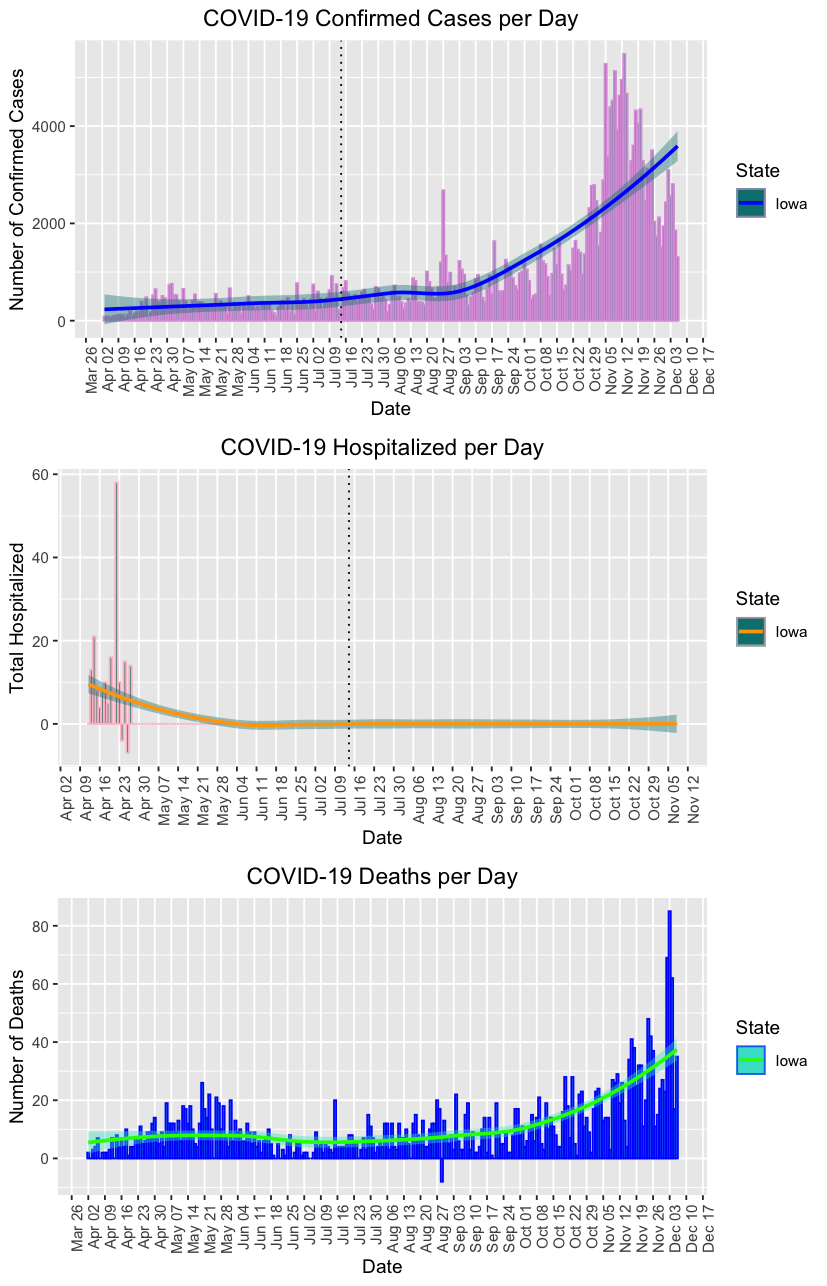 COVID-19 Confirmed Cases per Day
Number of Confirmed Cases
4000
2000
0
Mar 26
Apr 02
Apr 09
Apr 16
Apr 23
Apr 30
May 07
May 14
May 21
May 28
Jun 04
Jun 11
Jun 18
Jun 25
Jul 02
Jul 09
Jul 16
Jul 23
Jul 30
Aug 06
Aug 13
Aug 20
Aug 27
Sep 03
Sep 10
Sep 17
Sep 24
Oct 01
Oct 08
Oct 15
Oct 22
Oct 29
Nov 05
Nov 12
Nov 19
Nov 26
Dec 03
Dec 10
Dec 17
Date
State
Iowa
COVID-19 Hospitalized per Day
Total Hospitalized
60
40
20
0
Apr 02
Apr 09
Apr 16
Apr 23
Apr 30
May 07
May 14
May 21
May 28
Jun 04
Jun 11
Jun 18
Jun 25
Jul 02
Jul 09
Jul 16
Jul 23
Jul 30
Aug 06
Aug 13
Aug 20
Aug 27
Sep 03
Sep 10
Sep 17
Sep 24
Oct 01
Oct 08
Oct 15
Oct 22
Oct 29
Nov 05
Nov 12
Date
State
Iowa
COVID-19 Deaths per Day
Number of Deaths
80
60
40
20
0
Mar 26
Apr 02
Apr 09
Apr 16
Apr 23
Apr 30
May 07
May 14
May 21
May 28
Jun 04
Jun 11
Jun 18
Jun 25
Jul 02
Jul 09
Jul 16
Jul 23
Jul 30
Aug 06
Aug 13
Aug 20
Aug 27
Sep 03
Sep 10
Sep 17
Sep 24
Oct 01
Oct 08
Oct 15
Oct 22
Oct 29
Nov 05
Nov 12
Nov 19
Nov 26
Dec 03
Dec 10
Dec 17
Date
State
Iowa